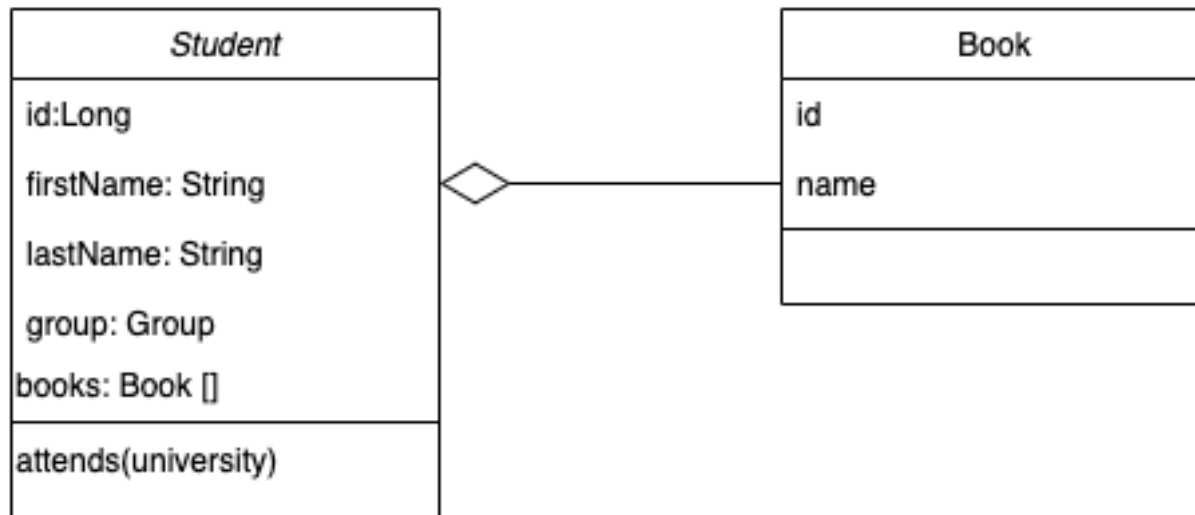 Student
id:Long
firstName: String
lastName: String
group: Group
books: Book []
attends(university)
Book
id
name